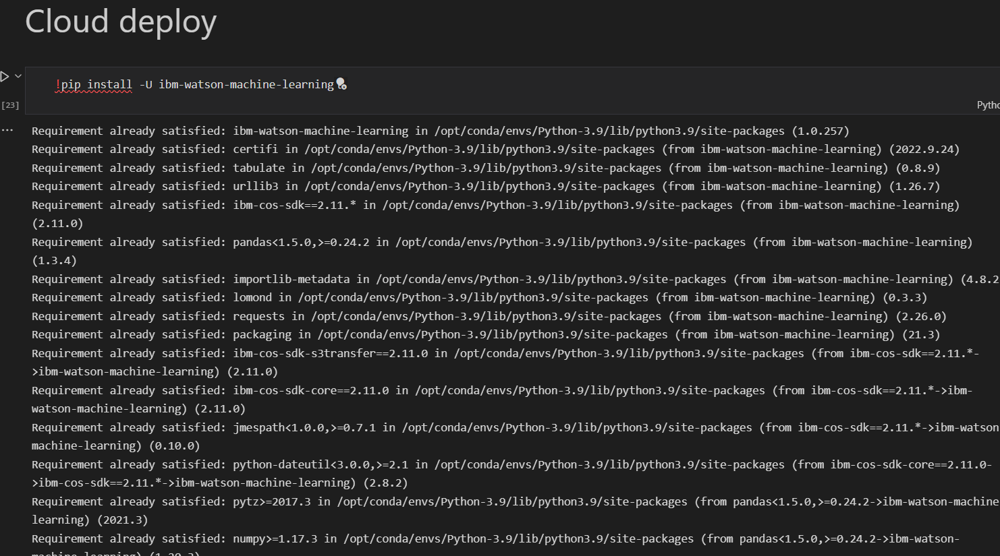 Cloud deploy
!pip install -U ibm-watson-machine-learning
[23]
Pytho
Requirement already satisfied: ibm-watson-machine-learning in /opt/conda/envs/Python-3.9/lib/python3.9/site-packages (1.0.257)
Requirement already satisfied: certifi in /opt/conda/envs/Python-3.9/lib/python3.9/site-packages (from ibm-watson-machine-learning) (2022.9.24)
Requirement already satisfied: tabulate in /opt/conda/envs/Python-3.9/lib/python3.9/site-packages (from ibm-watson-machine-learning) (0.8.9)
Requirement already satisfied: urllib3 in /opt/conda/envs/Python-3.9/lib/python3.9/site-packages (from ibm-watson-machine-learning) (1.26.7)
Requirement already satisfied: ibm-cos-sdk==2.11.* in /opt/conda/envs/Python-3.9/lib/python3.9/site-packages (from ibm-watson-machine-learning)
(2.11.0)
Requirement already satisfied: pandas<1.5.0,>=0.24.2 in /opt/conda/envs/Python-3.9/lib/python3.9/site-packages (from ibm-watson-machine-learning)
(1.3.4)
Requirement already satisfied: importlib-metadata in /opt/conda/envs/Python-3.9/lib/python3.9/site-packages (from ibm-watson-machine-learning) (4.8.2
Requirement already satisfied: lomond in /opt/conda/envs/Python-3.9/lib/python3.9/site-packages (from ibm-watson-machine-learning) (0.3.3)
Requirement already satisfied: requests in /opt/conda/envs/Python-3.9/lib/python3.9/site-packages (from ibm-watson-machine-learning) (2.26.0)
Requirement already satisfied: packaging in /opt/conda/envs/Python-3.9/lib/python3.9/site-packages (from ibm-watson-machine-learning) (21.3)
Requirement already satisfied: ibm-cos-sdk-s3transfer==2.11.0 in /opt/conda/envs/Python-3.9/lib/python3.9/site-packages (from ibm-cos-sdk==2.11.*-
>ibm-watson-machine-learning) (2.11.0)
Requirement already satisfied: ibm-cos-sdk-core==2.11.0 in /opt/conda/envs/Python-3.9/lib/python3.9/site-packages (from ibm-cos-sdk==2.11.*->ibm-
watson-machine-learning) (2.11.0)
Requirement already satisfied: jmespath<1.0.0,>=0.7.1 in /opt/conda/envs/Python-3.9/lib/python3.9/site-packages (from ibm-cos-sdk==2.11.*->ibm-watson
machine-learning) (0.10.0)
Requirement already satisfied: python-dateutil<3.0.0,>=2.1 in /opt/conda/envs/Python-3.9/lib/python3.9/site-packages (from ibm-cos-sdk-core==2.11.0-
>ibm-cos-sdk==2.11.*->ibm-watson-machine-learning) (2.8.2)
Requirement already satisfied: pytz>=2017.3 in /opt/conda/envs/Python-3.9/lib/python3.9/site-packages (from pandas<1.5.0,>=0.24.2->ibm-watson-machine
learning) (2021.3)
Requirement already satisfied: numpy>=1.17.3 in /opt/conda/envs/Python-3.9/lib/python3.9/site-packages (from pandas<1.5.0,>=0.24.2->ibm-watson-
machine-learning)